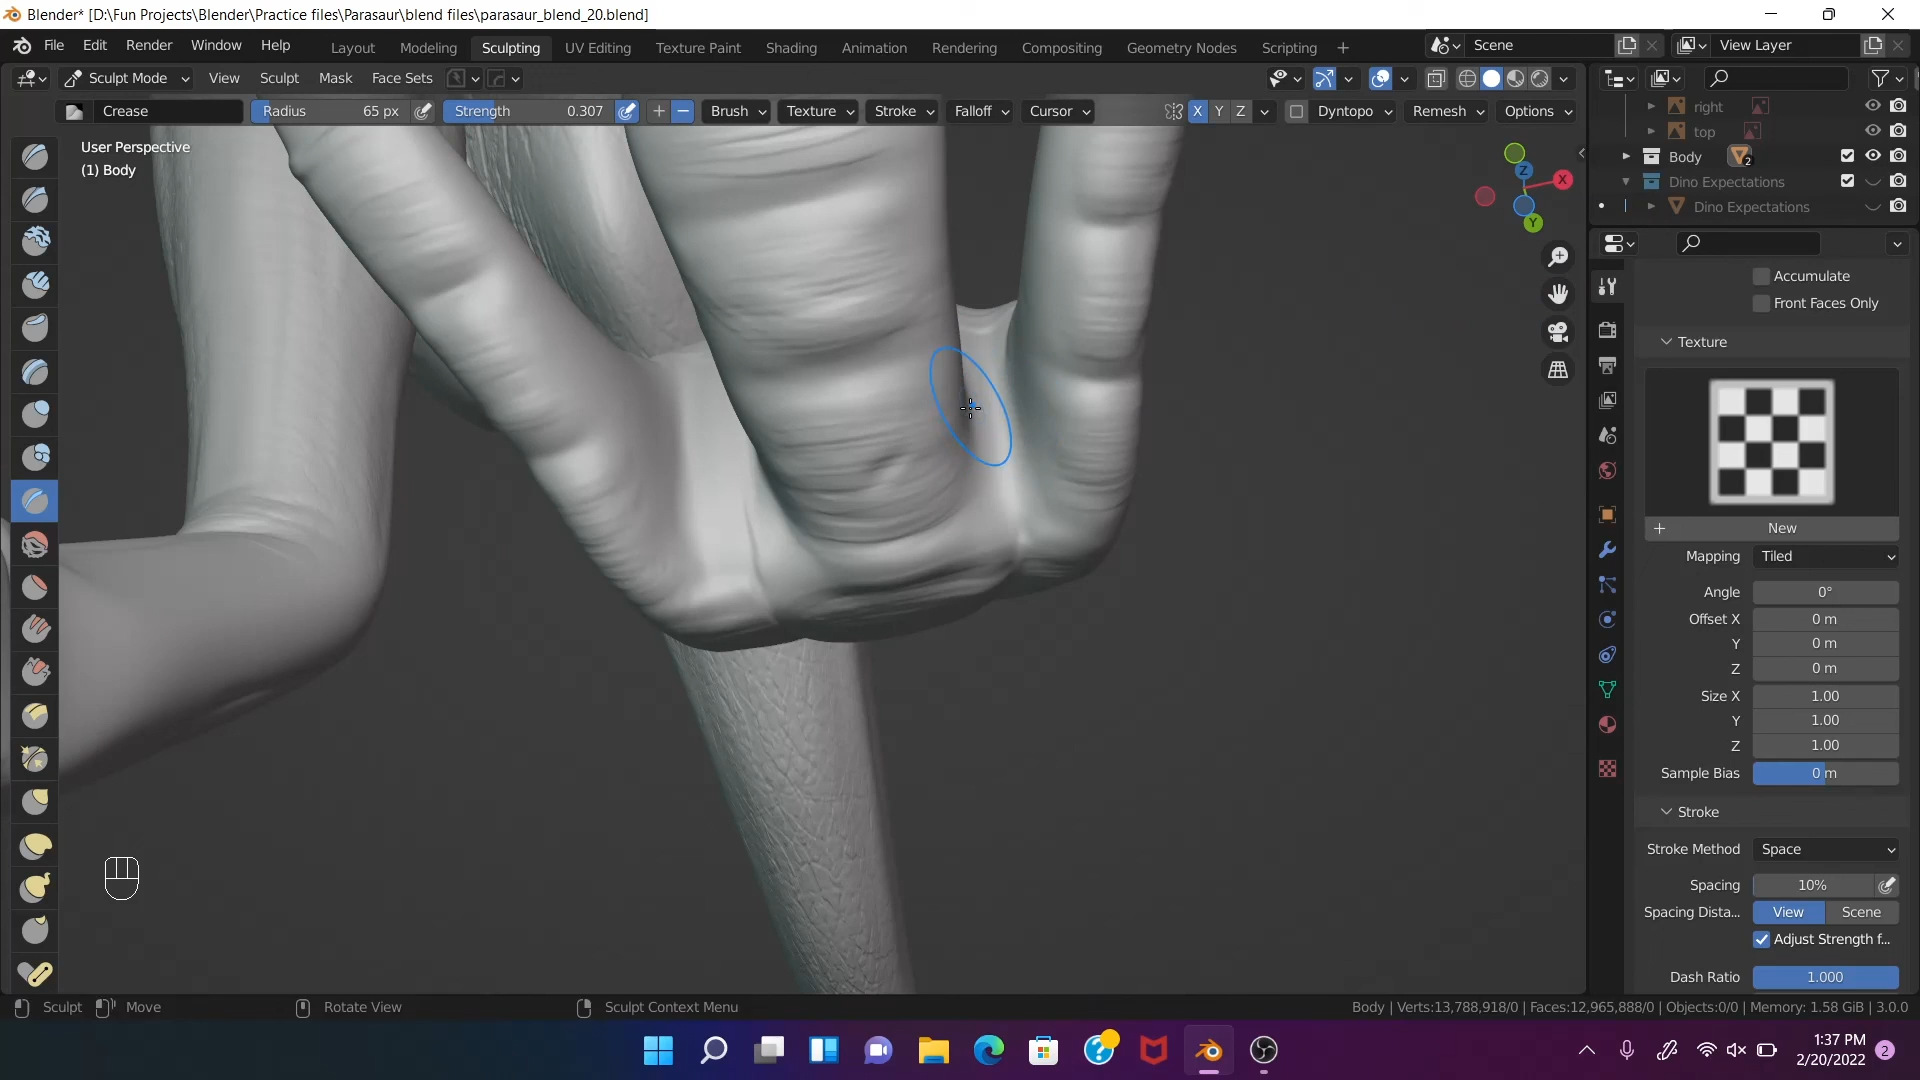 Blender* [D:\Fun Projects\Blender\Practice files\Parasaur\blend files\parasaur_blend_20.blend]
File Edit Render Window Help Layout Modeling Sculpting UV Editing Texture Paint Shading Animation Rendering Compositing Geometry Nodes Scripting + Scene View Layer
Sculpt Mode View Sculpt Mask Face Sets
Crease Radius 65 px Strength 0.307 Brush Texture Stroke Falloff Cursor X Y Z Dyntopo Remesh Options
User Perspective
(1) Body
Z
X
Y
right
top
Body 2
Dino Expectations
Dino Expectations
Accumulate
Front Faces Only
Texture
+ New
Mapping Tiled
Angle 0°
Offset X 0 m
Y 0 m
Z 0 m
Size X 1.00
Y 1.00
Z 1.00
Sample Bias 0 m
Stroke
Stroke Method Space
Spacing 10%
Spacing Dista... View Scene
Adjust Strength f...
Dash Ratio 1.000
Sculpt Move Rotate View Sculpt Context Menu Body | Verts:13,788,918/0 | Faces:12,965,888/0 | Objects:0/0 | Memory: 1.58 GiB | 3.0.0
1:37 PM
2/20/2022 2